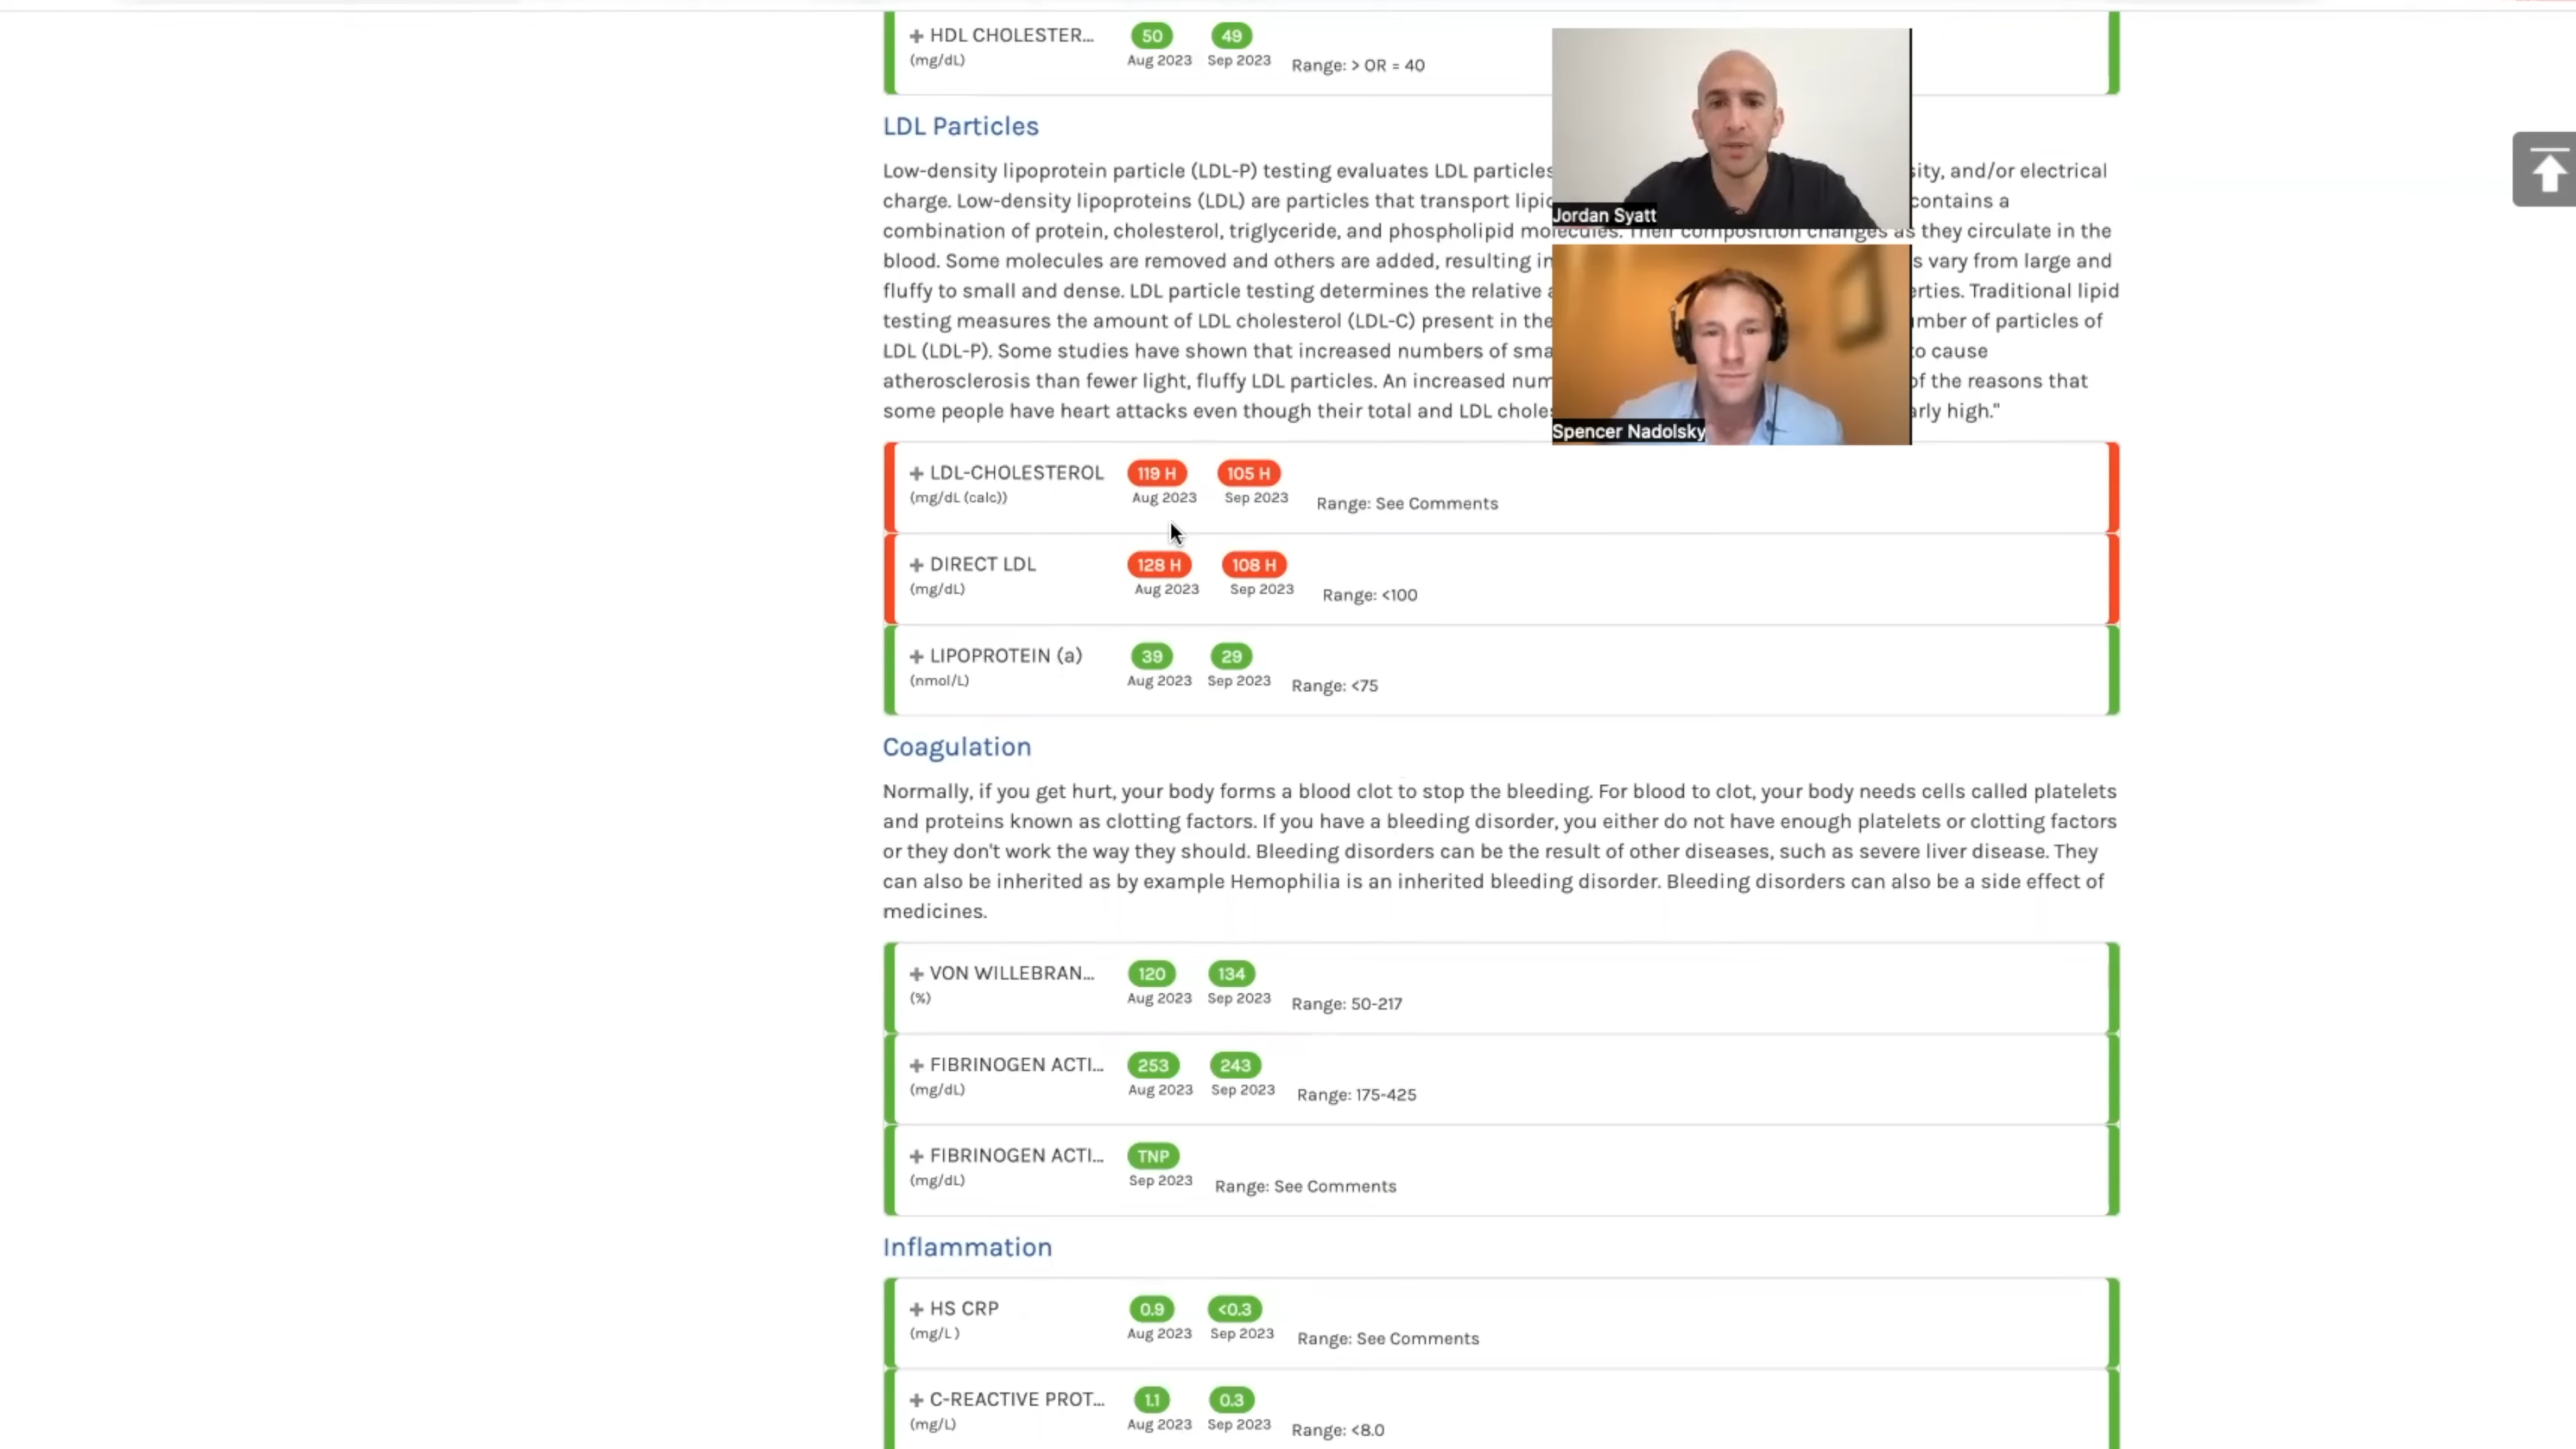 HDL CHOLESTER... 50 49
(mg/dL) Aug 2023 Sep 2023 Range: > OR = 40
LDL Particles
Low-density lipoprotein particle (LDL-P) testing evaluates LDL particles sity, and/or electrical
charge. Low-density lipoproteins (LDL) are particles that transport lipid contains a
combination of protein, cholesterol, triglyceride, and phospholipid molecules. Their composition changes as they circulate in the
blood. Some molecules are removed and others are added, resulting in s vary from large and
fluffy to small and dense. LDL particle testing determines the relative a erties. Traditional lipid
testing measures the amount of LDL cholesterol (LDL-C) present in the mber of particles of
LDL (LDL-P). Some studies have shown that increased numbers of sma to cause
atherosclerosis than fewer light, fluffy LDL particles. An increased num of the reasons that
some people have heart attacks even though their total and LDL choles arly high."
Jordan Syatt
Spencer Nadolsky
LDL-CHOLESTEROL 119 H 105 H
(mg/dL (calc)) Aug 2023 Sep 2023 Range: See Comments
DIRECT LDL 128 H 108 H
(mg/dL) Aug 2023 Sep 2023 Range: <100
LIPOPROTEIN (a) 39 29
(nmol/L) Aug 2023 Sep 2023 Range: <75
Coagulation
Normally, if you get hurt, your body forms a blood clot to stop the bleeding. For blood to clot, your body needs cells called platelets
and proteins known as clotting factors. If you have a bleeding disorder, you either do not have enough platelets or clotting factors
or they don't work the way they should. Bleeding disorders can be the result of other diseases, such as severe liver disease. They
can also be inherited as by example Hemophilia is an inherited bleeding disorder. Bleeding disorders can also be a side effect of
medicines.
VON WILLEBRAN... 120 134
(%) Aug 2023 Sep 2023 Range: 50-217
FIBRINOGEN ACTI... 253 243
(mg/dL) Aug 2023 Sep 2023 Range: 175-425
FIBRINOGEN ACTI... TNP
(mg/dL) Sep 2023 Range: See Comments
Inflammation
HS CRP 0.9 <0.3
(mg/L) Aug 2023 Sep 2023 Range: See Comments
C-REACTIVE PROT... 1.1 0.3
(mg/L) Aug 2023 Sep 2023 Range: <8.0